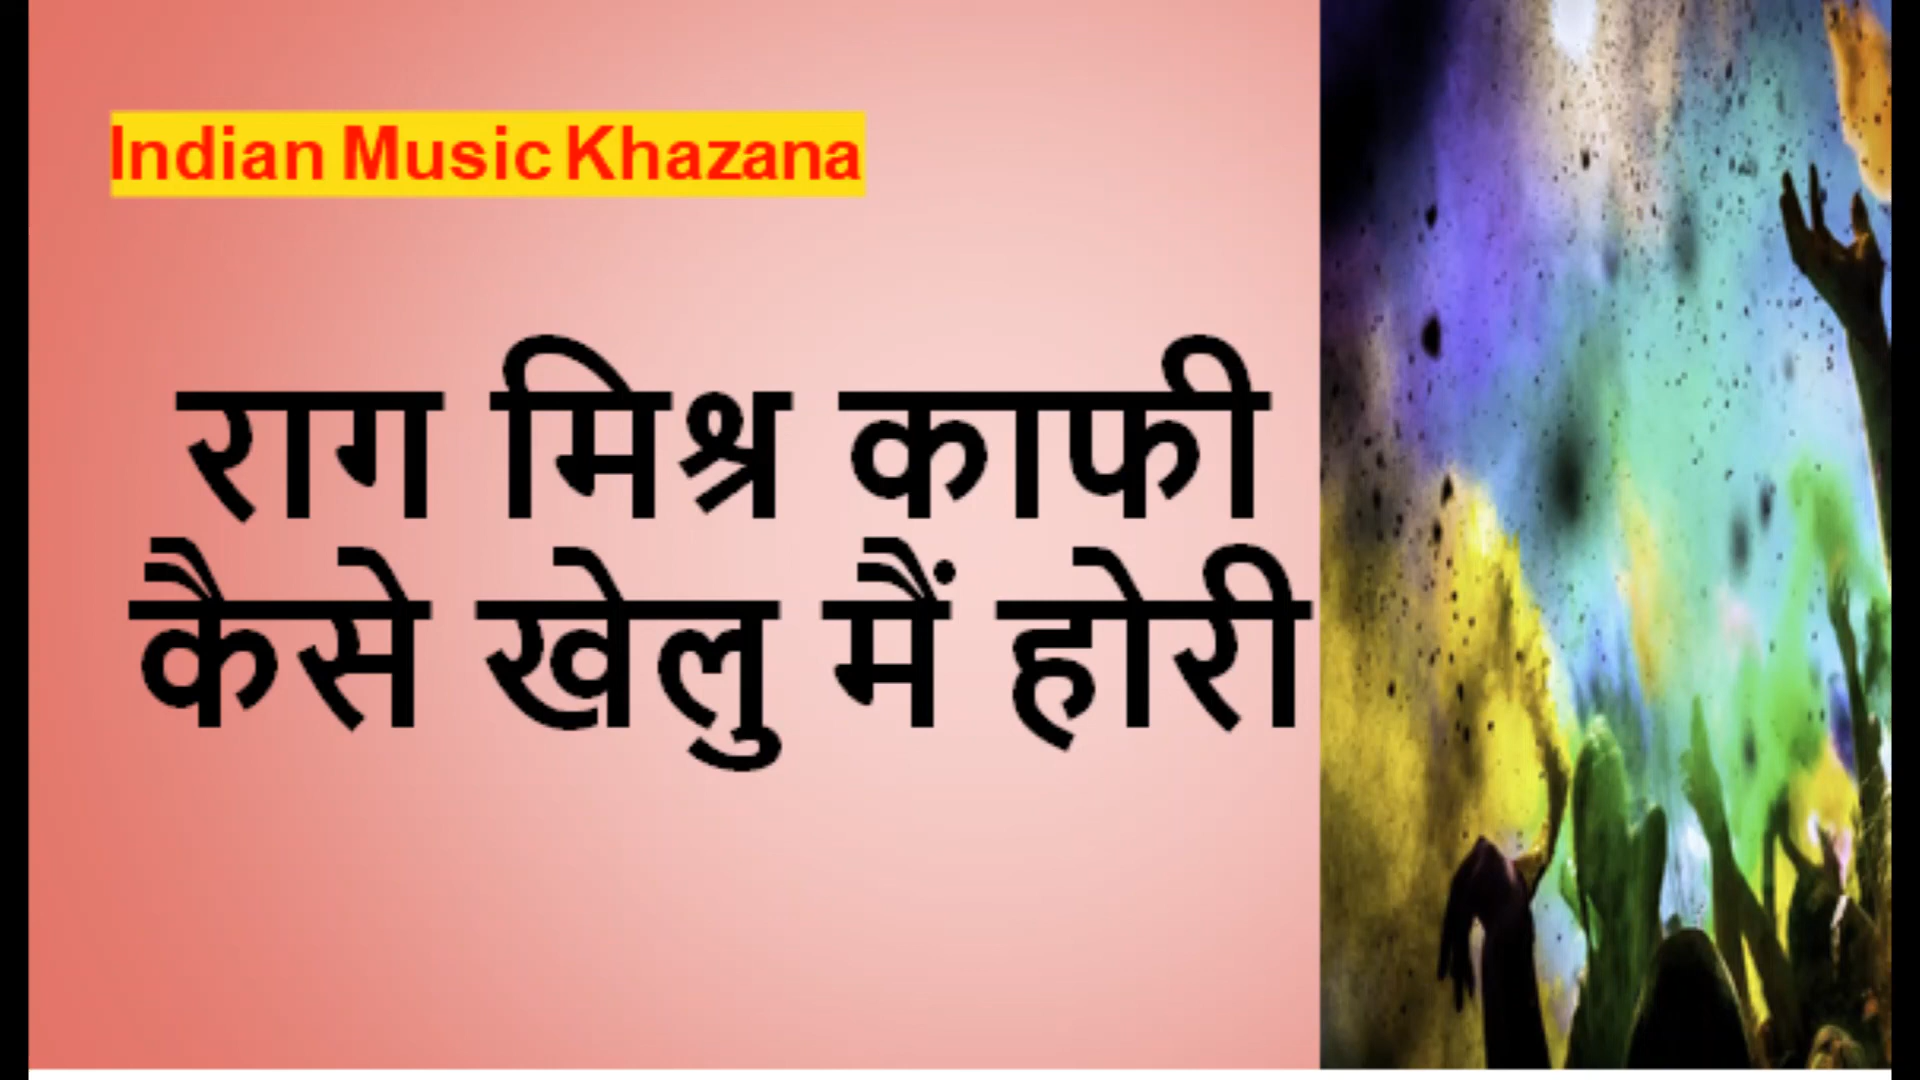 Indian Music Khazana
राग मिश्र काफी
कैसे खेलु मैं होरी